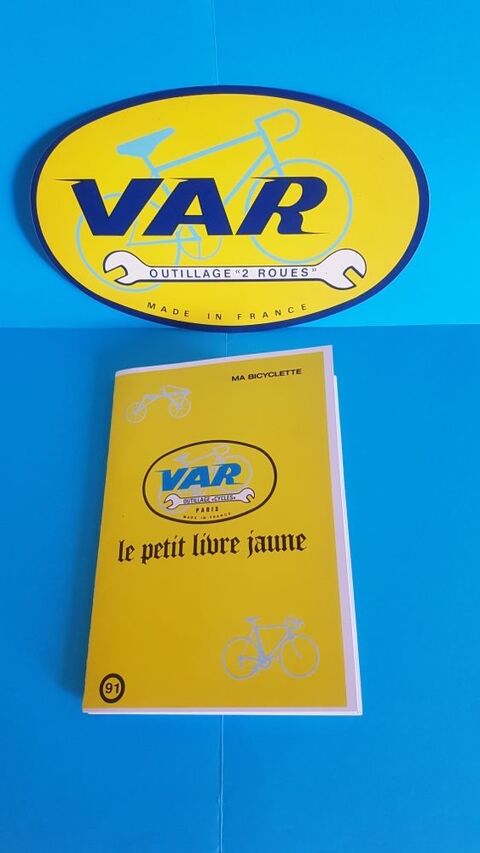 VAR
OUTILLAGE "2 ROUES"
MADE IN FRANCE
MA BICYCLETTE
VAR
OUTILLAGE «CYCLES»
PARIS
MADE IN FRANCE
le petit livre jaune
91